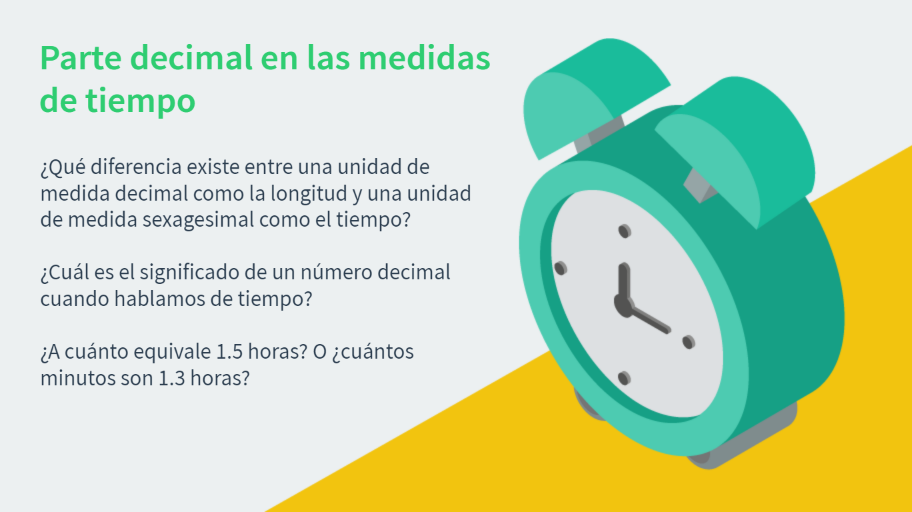 Parte decimal en las medidas
de tiempo
¿Qué diferencia existe entre una unidad de
medida decimal como la longitud y una unidad
de medida sexagesimal como el tiempo?
¿Cuál es el significado de un número decimal
cuando hablamos de tiempo?
¿A cuánto equivale 1.5 horas? O ¿cuántos
minutos son 1.3 horas?